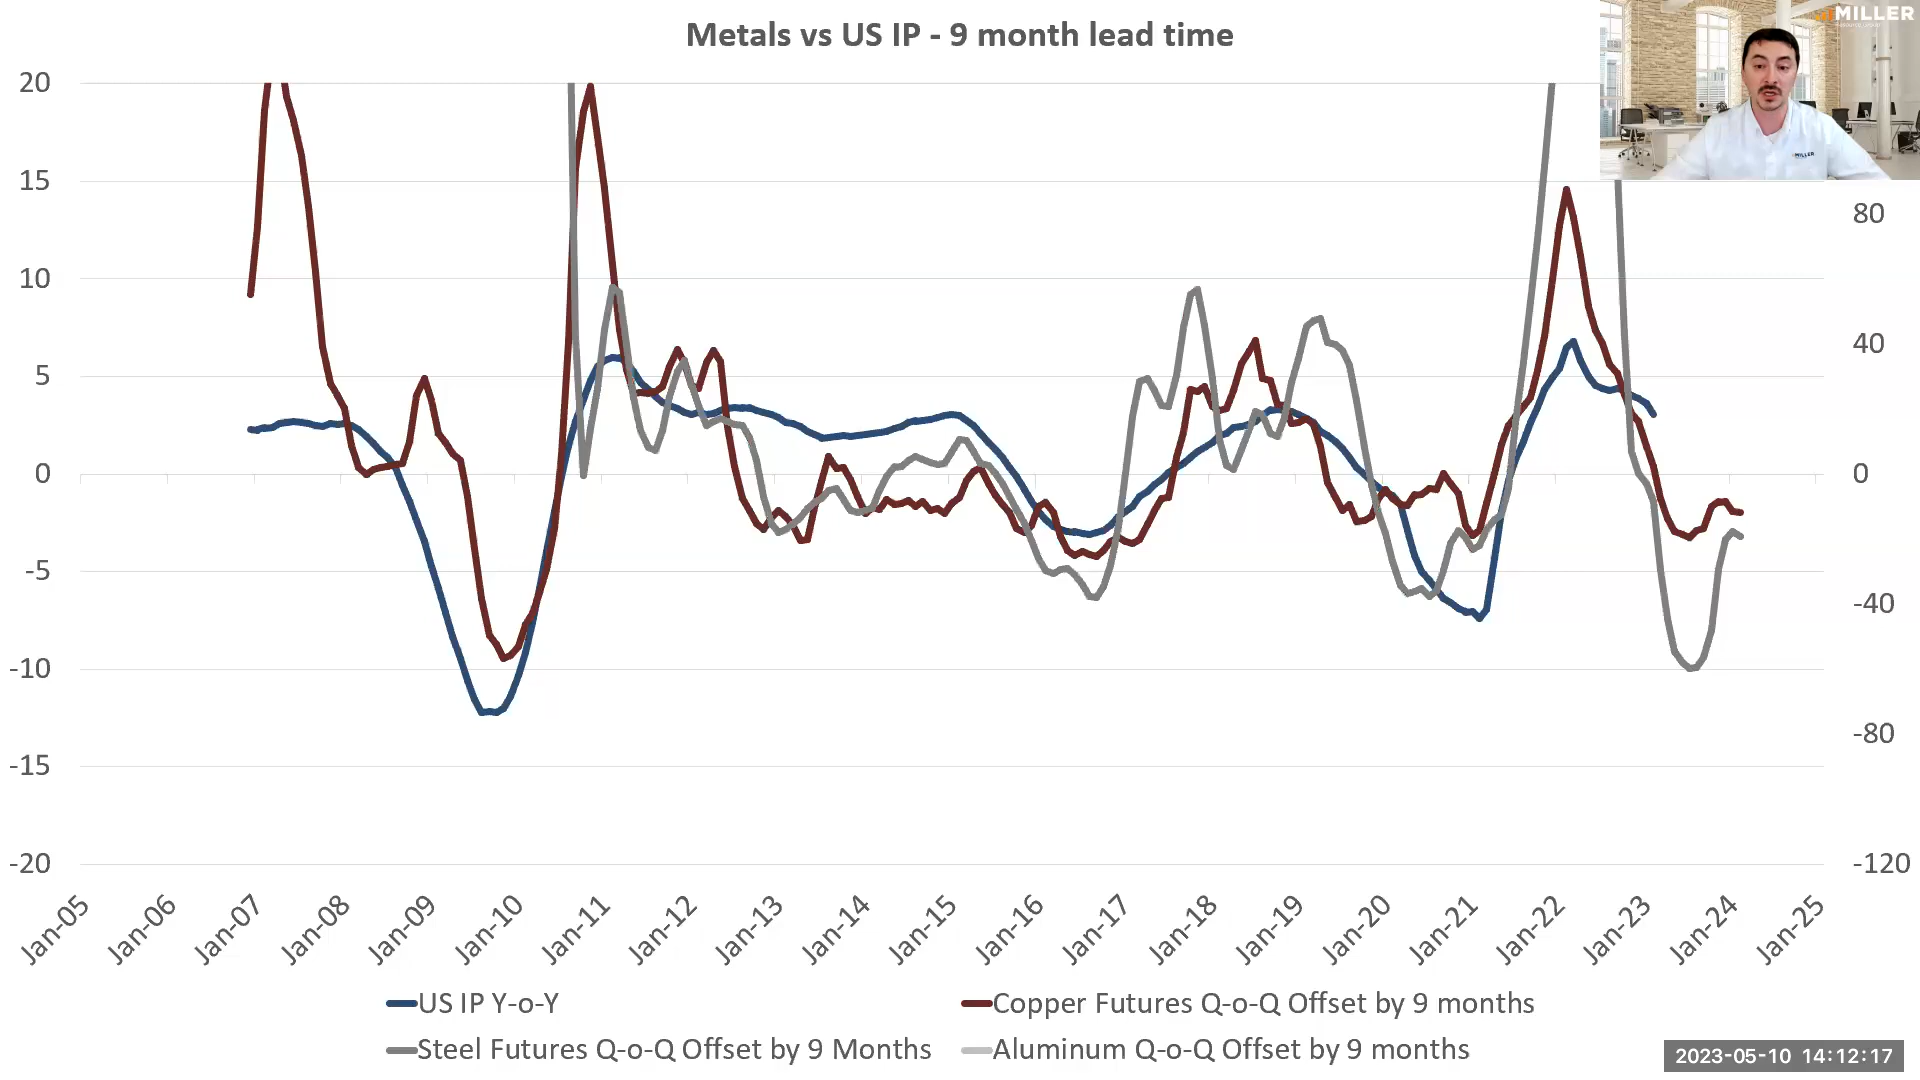 Metals vs US IP - 9 month lead time
MILLER
MILLER
20
15
10
5
0
-5
-10
-15
-20
80
40
0
-40
-80
-120
Jan-05
Jan-06
Jan-07
Jan-08
Jan-09
Jan-10
Jan-11
Jan-12
Jan-13
Jan-14
Jan-15
Jan-16
Jan-17
Jan-18
Jan-19
Jan-20
Jan-21
Jan-22
Jan-23
Jan-24
Jan-25
US IP Y-o-Y
Copper Futures Q-o-Q Offset by 9 months
Steel Futures Q-o-Q Offset by 9 Months
Aluminum Q-o-Q Offset by 9 months
2023-05-10 14:12:17